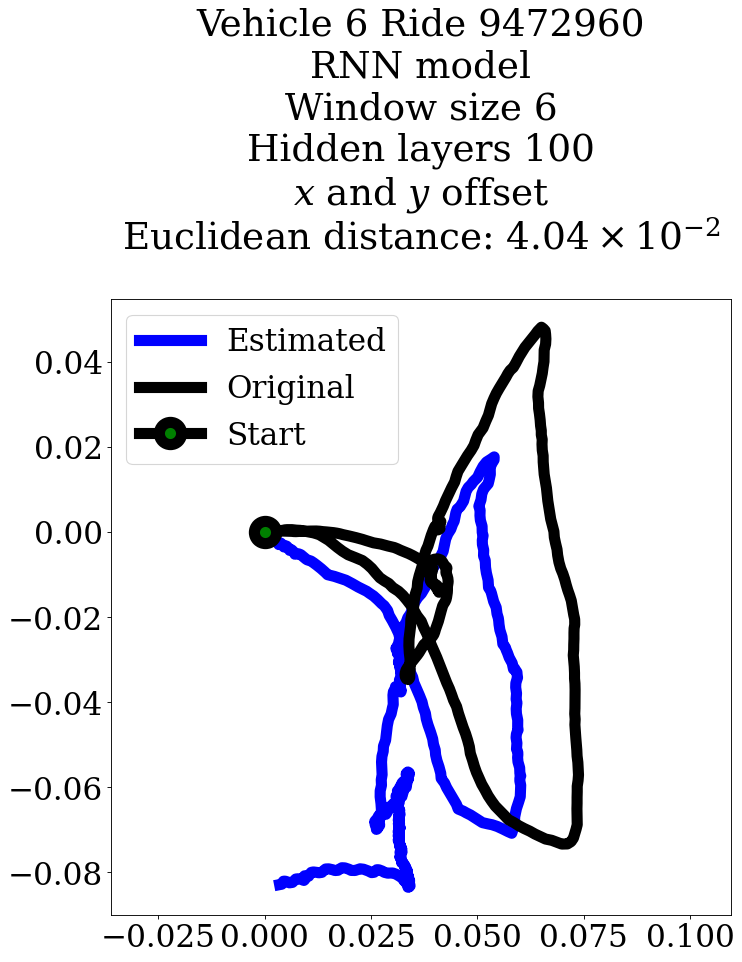 Vehicle 6 Ride 9472960
RNN model
Window size 6
Hidden layers 100
x and y offset
Euclidean distance: 4.04 × 10⁻²
Estimated
Original
Start
0.04
0.02
0.00
−0.02
−0.04
−0.06
−0.08
−0.025 0.000 0.025 0.050 0.075 0.100